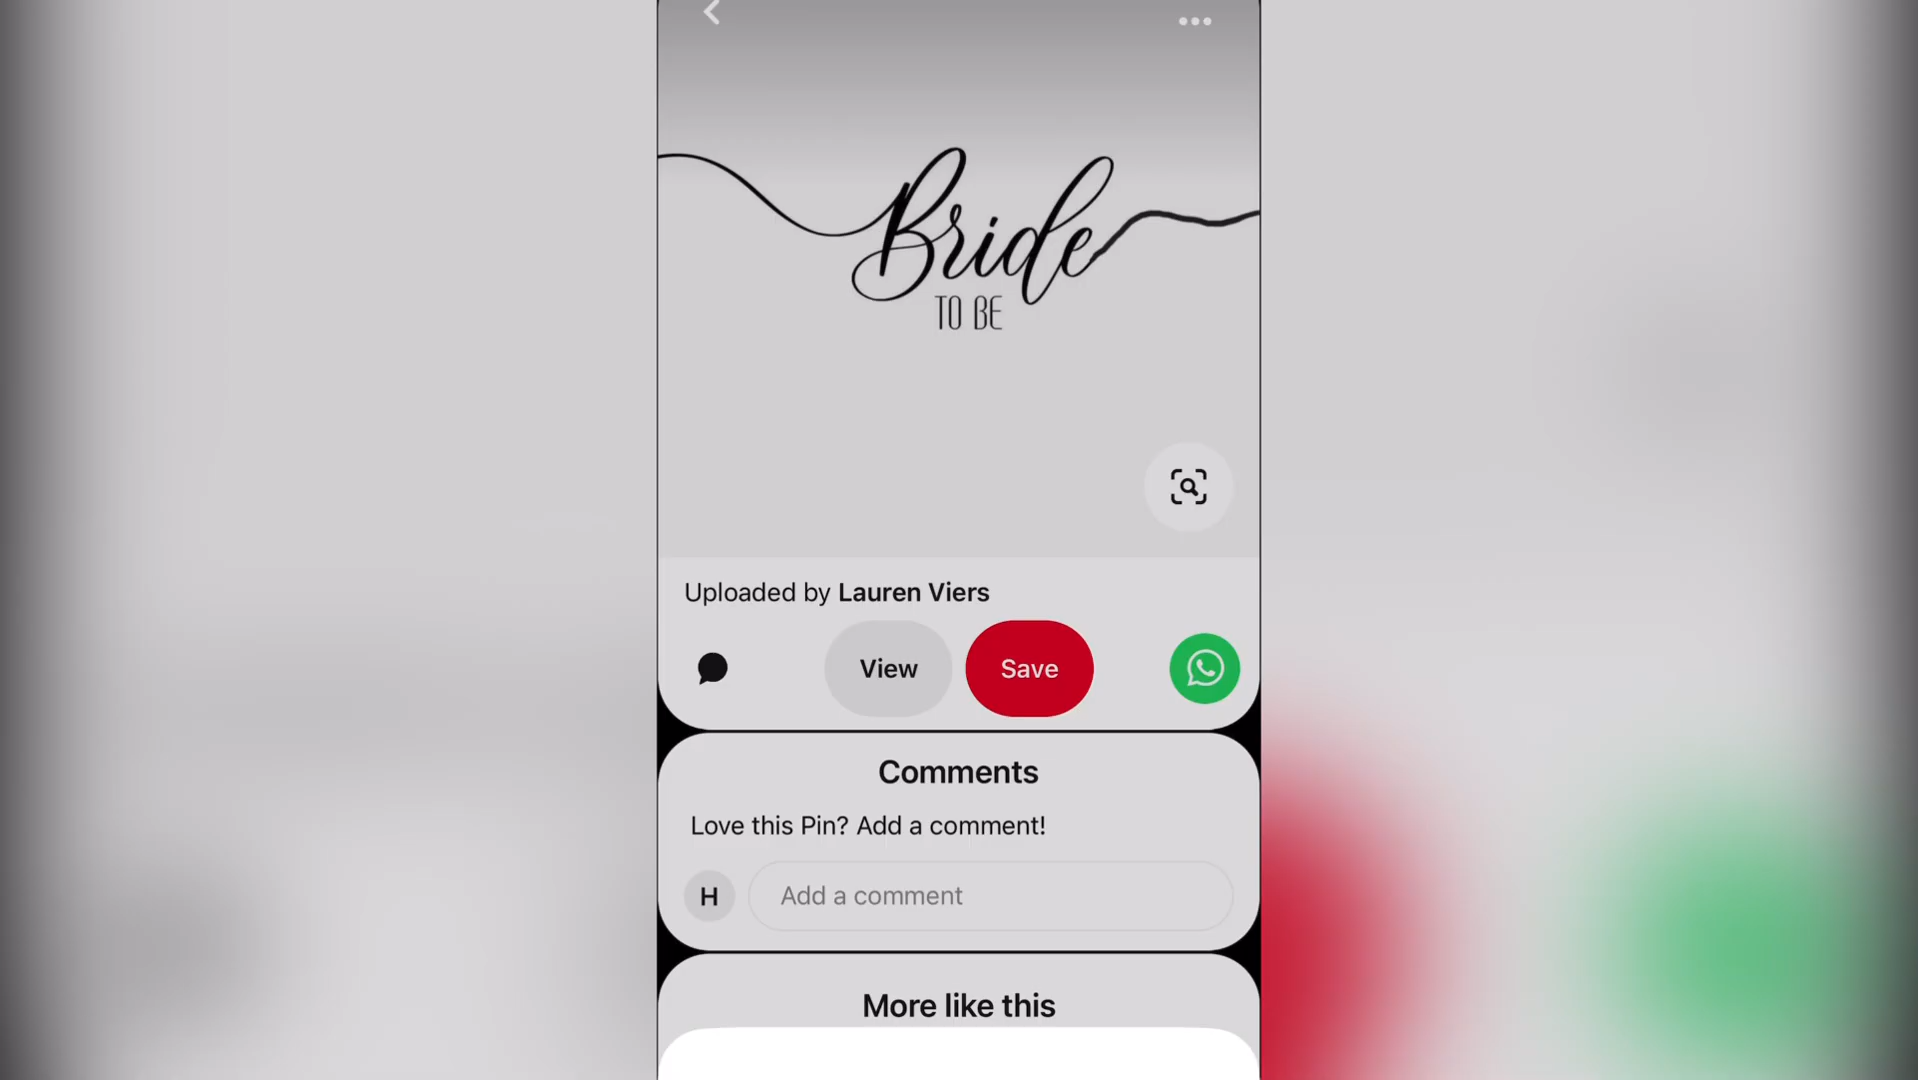 Bride
TO BE
Uploaded by Lauren Viers
View
Save
Comments
Love this Pin? Add a comment!
H
Add a comment
More like this